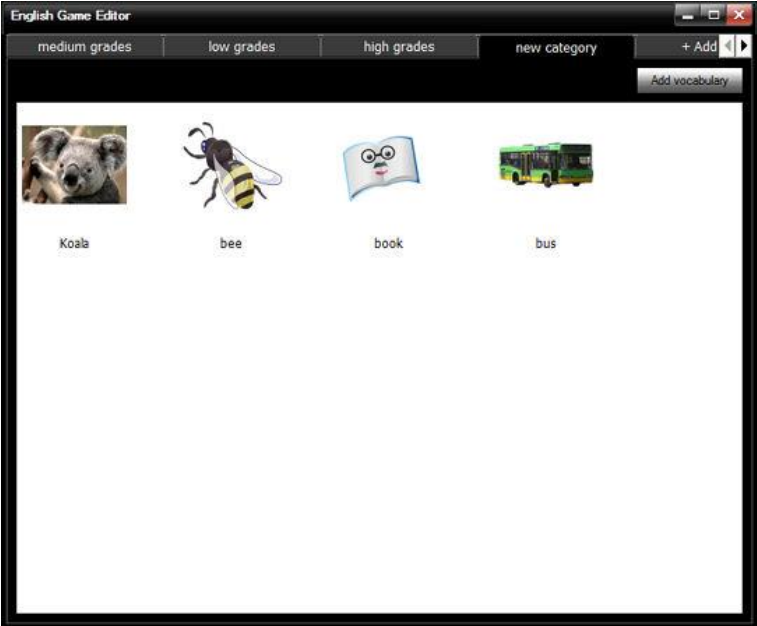 English Game Editor
medium grades low grades high grades new category + Add
Add vocabulary
Koala bee book bus